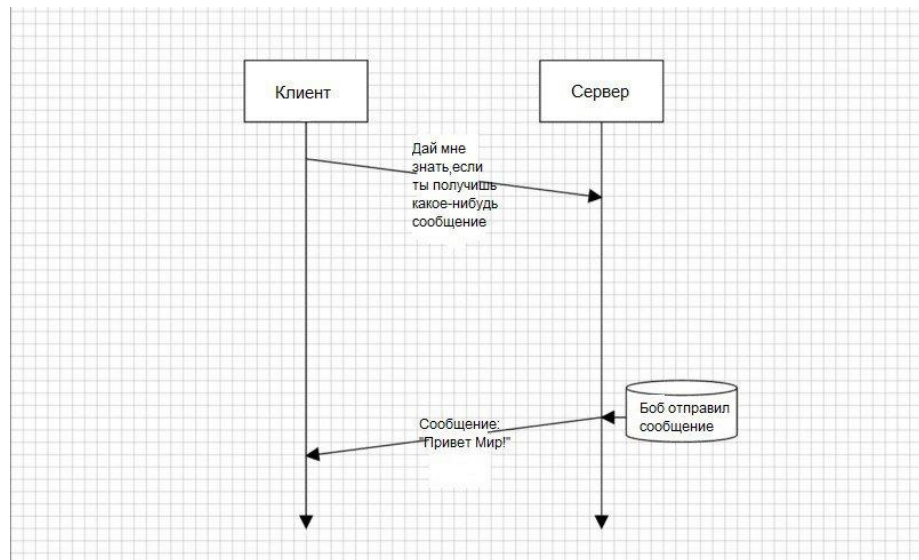 Клиент
Сервер
Дай мне
знать,если
ты получишь
какое-нибудь
сообщение
Боб отправил
сообщение
Сообщение:
"Привет Мир!"